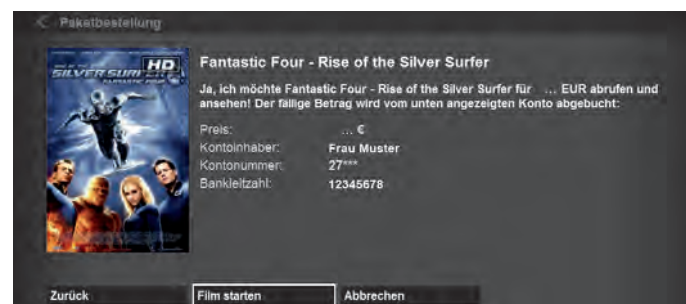 < Paketbestellung
HD
SILVER SURFER
FANTASTIC FOUR
Fantastic Four - Rise of the Silver Surfer
Ja, ich möchte Fantastic Four - Rise of the Silver Surfer für ... EUR abrufen und
ansehen! Der fällige Betrag wird vom unten angezeigten Konto abgebucht:
Preis: ... €
Kontoinhaber: Frau Muster
Kontonummer: 27***
Bankleitzahl: 12345678
Zurück Film starten Abbrechen